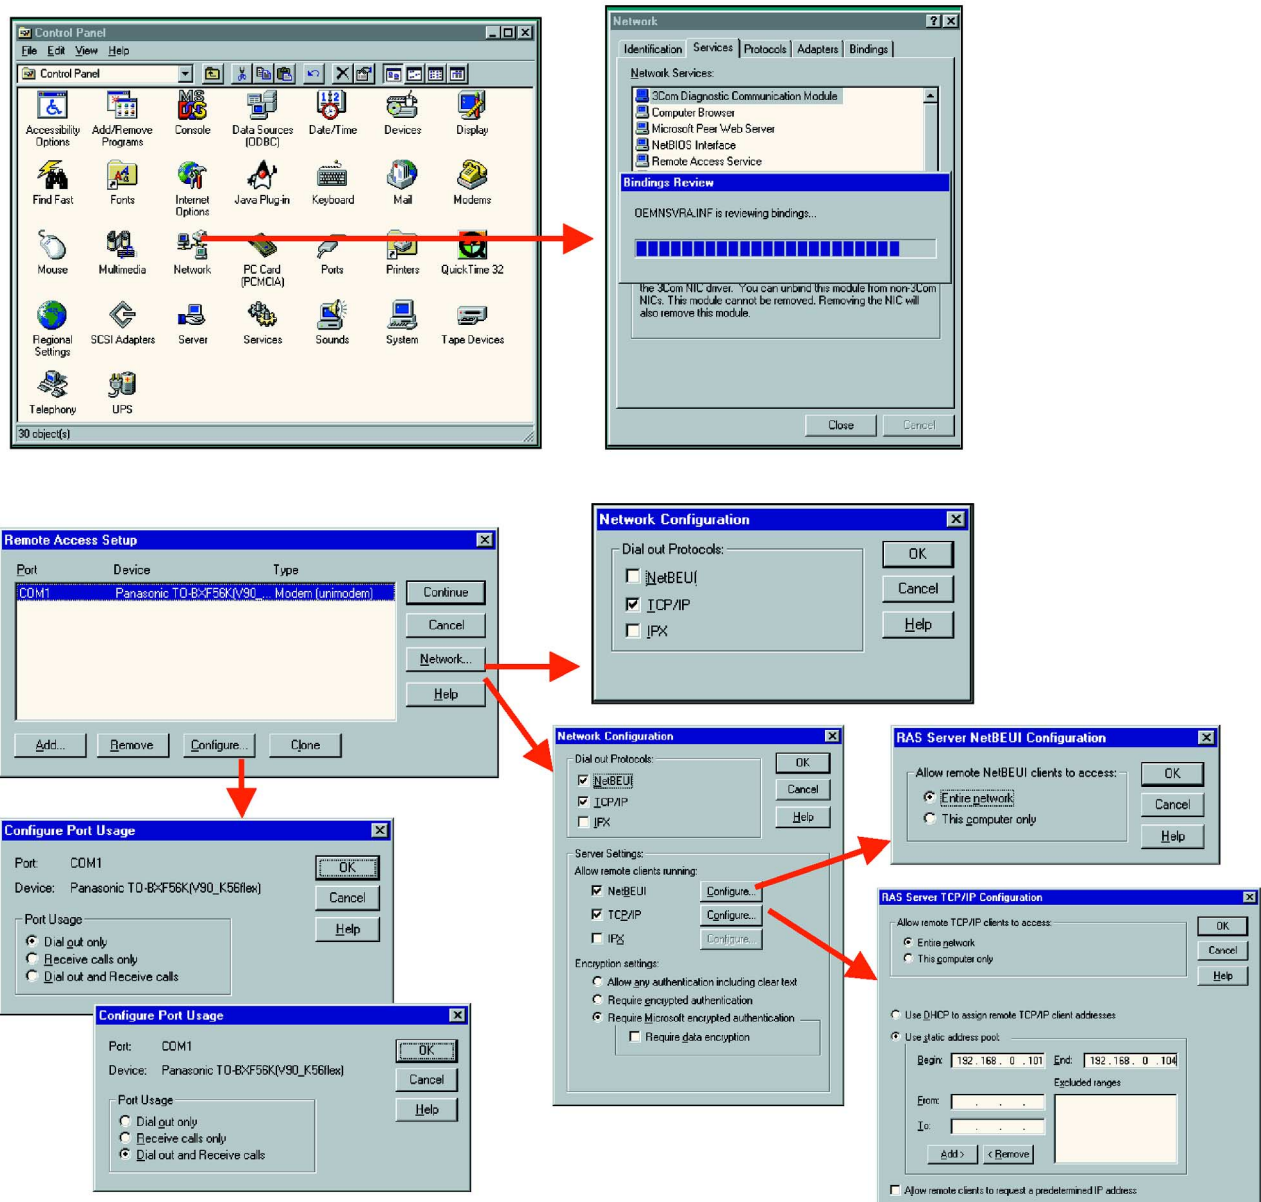 Control Panel
File Edit View Help
Control Panel
Accessibility Options
Add/Remove Programs
Console
Data Sources (ODBC)
Date/Time
Devices
Display
Find Fast
Fonts
Internet Options
Java Plug-in
Keyboard
Mail
Modems
Mouse
Multimedia
Network
PC Card (PCMCIA)
Ports
Printers
QuickTime 32
Regional Settings
SCSI Adapters
Server
Services
Sounds
System
Tape Devices
Telephony
UPS
30 object(s)
Network
Identification Services Protocols Adapters Bindings
Network Services:
3Com Diagnostic Communication Module
Computer Browser
Microsoft Peer Web Server
NetBIOS Interface
Remote Access Service
Bindings Review
OEMNSVRA.INF is reviewing bindings...
the 3Com NIC driver. You can unbind this module from non-3Com
NICs. This module cannot be removed. Removing the NIC will
also remove this module.
Close Cancel
Remote Access Setup
Port Device Type
COM1 Panasonic TO-BXF56K(V90_... Modem (unimodem)
Continue
Cancel
Network...
Help
Add... Remove Configure... Clone
Network Configuration
Dial out Protocols:
NetBEUI
TCP/IP
IPX
OK
Cancel
Help
Configure Port Usage
Port: COM1
Device: Panasonic TO-BXF56K(V90_K56flex)
Port Usage
Dial out only
Receive calls only
Dial out and Receive calls
OK
Cancel
Help
Configure Port Usage
Port: COM1
Device: Panasonic TO-BXF56K(V90_K56flex)
Port Usage
Dial out only
Receive calls only
Dial out and Receive calls
OK
Cancel
Help
Network Configuration
Dial out Protocols:
NetBEUI
TCP/IP
IPX
OK
Cancel
Help
Server Settings:
Allow remote clients running:
NetBEUI Configure...
TCP/IP Configure...
IPX Configure...
Encryption settings:
Allow any authentication including clear text
Require encrypted authentication
Require Microsoft encrypted authentication
Require data encryption
RAS Server NetBEUI Configuration
Allow remote NetBEUI clients to access:
Entire network
This computer only
OK
Cancel
Help
RAS Server TCP/IP Configuration
Allow remote TCP/IP clients to access:
Entire network
This computer only
OK
Cancel
Help
Use DHCP to assign remote TCP/IP client addresses
Use static address pool:
Begin: 192.168.0.101 End: 192.168.0.104
Excluded ranges
From: . . .
To: . . .
Add > < Remove
Allow remote clients to request a predetermined IP address